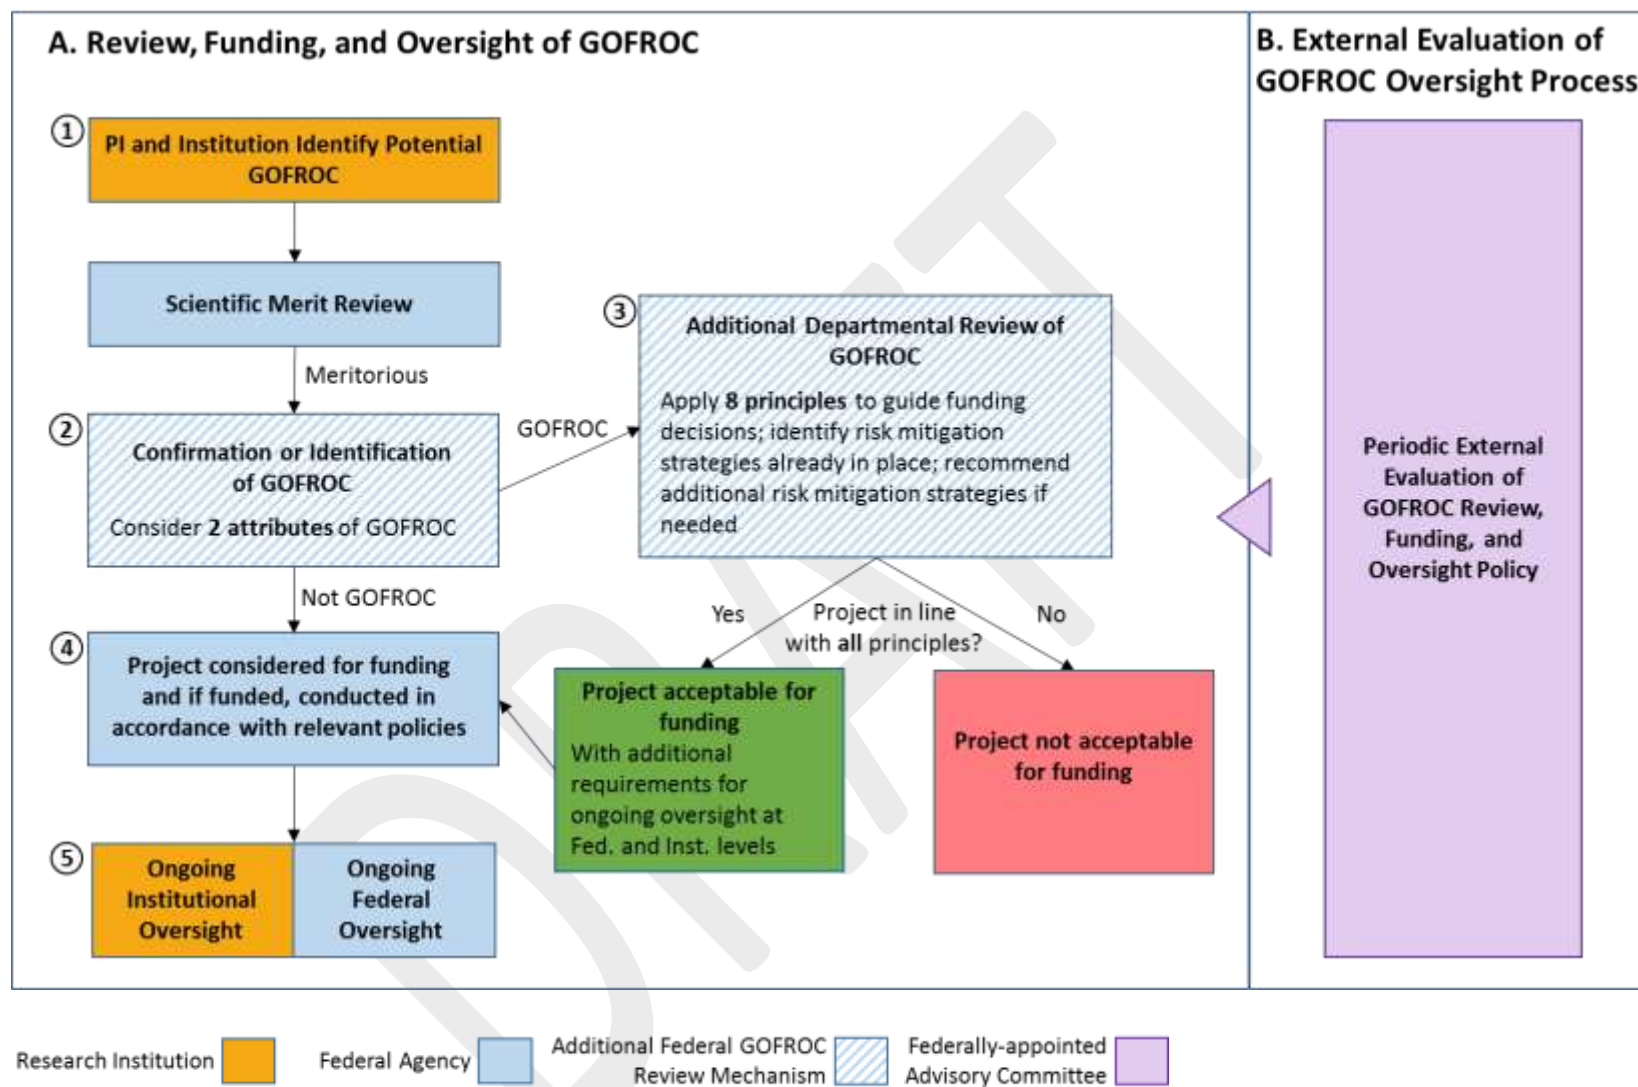 A. Review, Funding, and Oversight of GOFROC
B. External Evaluation of
GOFROC Oversight Process
1
PI and Institution Identify Potential
GOFROC
Scientific Merit Review
Meritorious
2
Confirmation or Identification
of GOFROC
Consider 2 attributes of GOFROC
GOFROC
3
Additional Departmental Review of
GOFROC
Apply 8 principles to guide funding
decisions; identify risk mitigation
strategies already in place; recommend
additional risk mitigation strategies if
needed
Not GOFROC
Yes
Project in line
with all principles?
No
4
Project considered for funding
and if funded, conducted in
accordance with relevant policies
Project acceptable for
funding
With additional
requirements for
ongoing oversight at
Fed. and Inst. levels
Project not acceptable
for funding
5
Ongoing
Institutional
Oversight
Ongoing
Federal
Oversight
Periodic External
Evaluation of
GOFROC Review,
Funding, and
Oversight Policy
DRAFT
Research Institution
Federal Agency
Additional Federal GOFROC
Review Mechanism
Federally-appointed
Advisory Committee